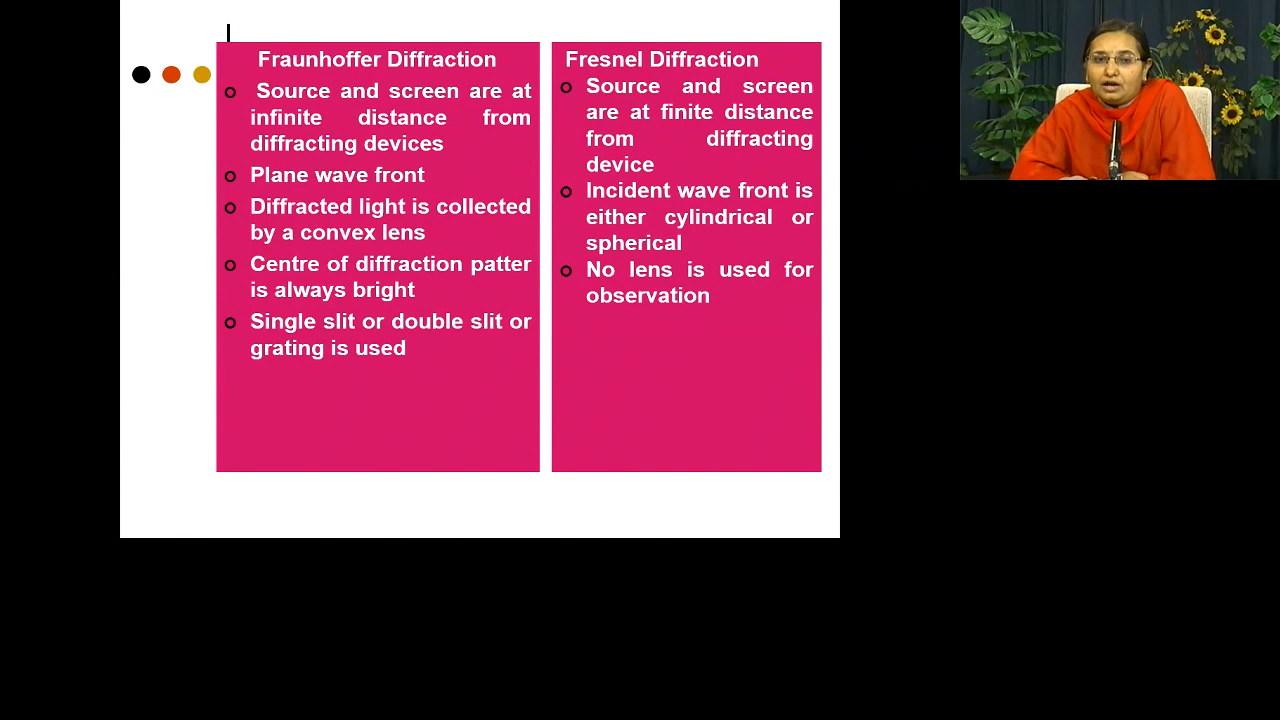 Fraunhoffer Diffraction
Source and screen are at
infinite distance from
diffracting devices
Plane wave front
Diffracted light is collected
by a convex lens
Centre of diffraction patter
is always bright
Single slit or double slit or
grating is used
Fresnel Diffraction
Source and screen
are at finite distance
from diffracting
device
Incident wave front is
either cylindrical or
spherical
No lens is used for
observation